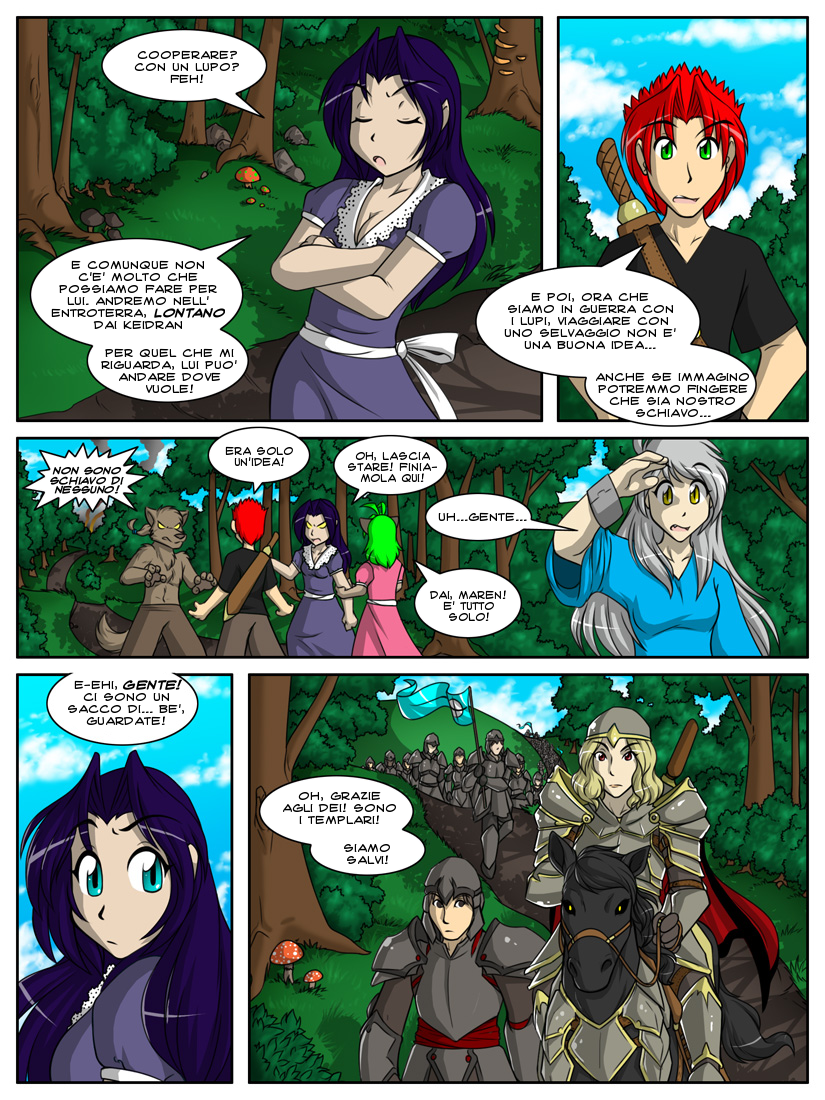 COOPERARE?
CON UN LUPO?
FEH!
E COMUNQUE NON
C'E' MOLTO CHE
POSSIAMO FARE PER
LUI. ANDREMO NELL'
ENTROTERRA, LONTANO
DAI KEIDRAN
PER QUEL CHE MI
RIGUARDA, LUI PUO'
ANDARE DOVE
VUOLE!
E POI, ORA CHE
SIAMO IN GUERRA CON
I LUPI, VIAGGIARE CON
UNO SELVAGGIO NON E'
UNA BUONA IDEA...
ANCHE SE IMMAGINO
POTREMMO FINGERE
CHE SIA NOSTRO
SCHIAVO...
NON SONO
SCHIAVO DI
NESSUNO!
ERA SOLO
UN'IDEA!
OH, LASCIA
STARE! FINIA-
MOLA QUI!
DAI, MAREN!
E' TUTTO
SOLO!
UH...GENTE...
E-EHI, GENTE!
CI SONO UN
SACCO DI... BE',
GUARDATE!
OH, GRAZIE
AGLI DEI! SONO
I TEMPLARI!
SIAMO
SALVI!